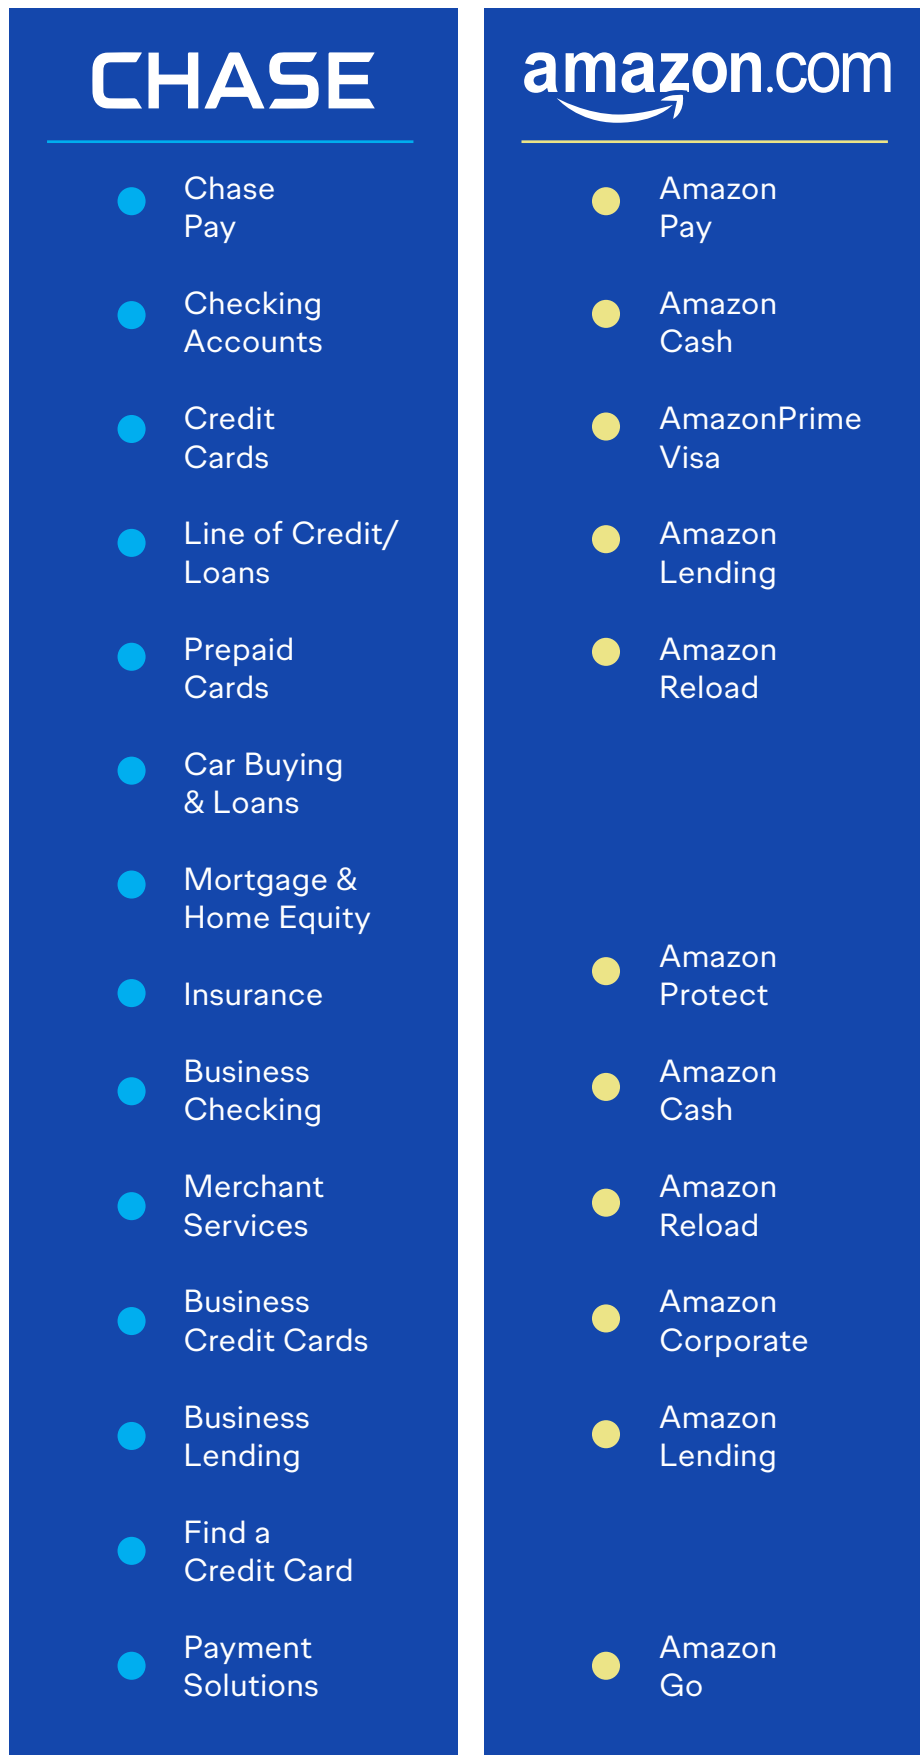 CHASE
Chase
Pay
Checking
Accounts
Credit
Cards
Line of Credit/
Loans
Prepaid
Cards
Car Buying
& Loans
Mortgage &
Home Equity
Insurance
Business
Checking
Merchant
Services
Business
Credit Cards
Business
Lending
Find a
Credit Card
Payment
Solutions
amazon.com
Amazon
Pay
Amazon
Cash
AmazonPrime
Visa
Amazon
Lending
Amazon
Reload
Amazon
Protect
Amazon
Cash
Amazon
Reload
Amazon
Corporate
Amazon
Lending
Amazon
Go